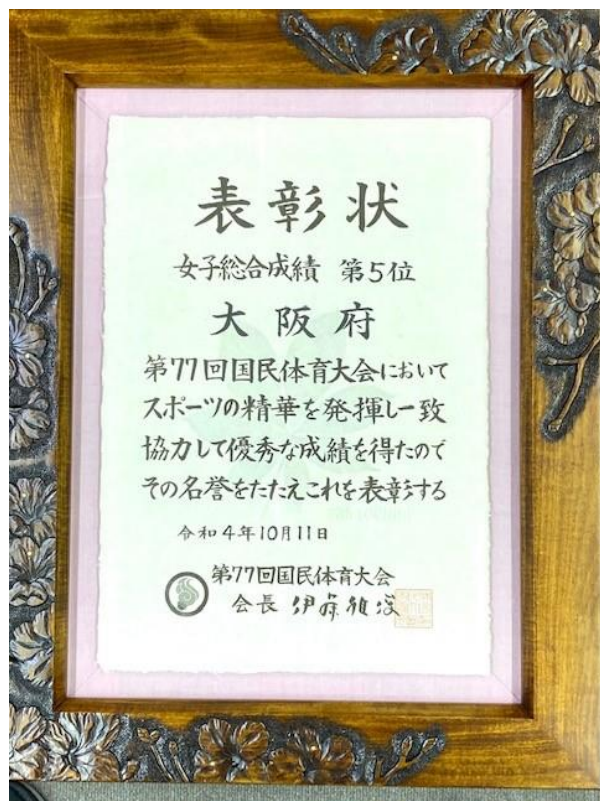 表彰状
女子総合成績 第5位
大阪府
第77回国民体育大会において
スポーツの精華を発揮し一致
協力して優秀な成績を得たので
その名誉をたたえこれを表彰する
令和4年10月11日
第77回国民体育大会
会長 伊藤雅俊